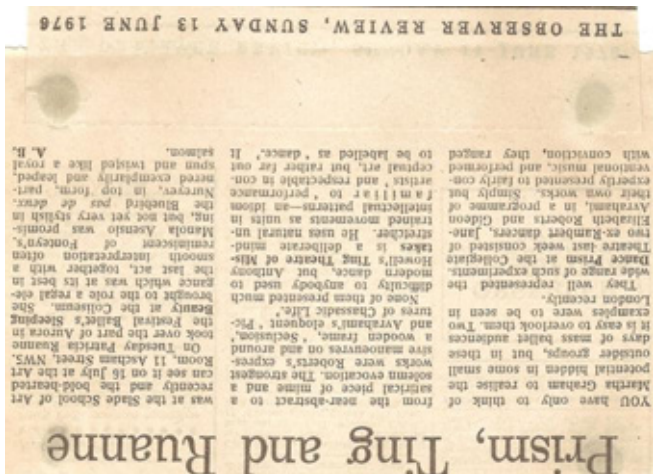 Prism, Ting and Ruanne
YOU have only to think of
Martha Graham to realise the
potential hidden in some small
outsider groups, but in these
days of mass ballet audiences
it is easy to overlook them. Two
examples were to be seen in
London recently.
They well represented the
wide range of such experiments.
Dance Prism at the Collegiate
Theatre last week consisted of
two ex-Rambert dancers, Jane-
Elizabeth Roberts and Gideon
Avraham, in a programme of
their own works. Simply but
expertly presented to fairly con-
ventional music, and performed
with conviction, they ranged
from the near-abstract to a
satirical piece of mime and a
solemn evocation. The strongest
works were Roberts's expres-
sive manoeuvres on and around
a wooden frame, 'Seclusion,'
and Avrahami's eloquent 'Pic-
tures of Chassadic Life.'
None of them presented much
difficulty to anybody used to
modern dance, but Anthony
Howell's Ting Theatre of Mis-
takes is a deliberate mind-
stretcher. He uses natural un-
trained movements as units in
intellectual patterns—an idiom
familiar to 'performance
artists' and respectable in con-
ceptual art, but rather far out
to be labelled as 'dance.' It
was at the Slade School of Art
recently and the bold-hearted
can see it on 16 July at the Art
Room, 11 Ascham Street, NW5.
On Tuesday Patricia Ruanne
took over the part of Aurora in
the Festival Ballet's Sleeping
Beauty at the Coliseum. She
brought to the role a regal ele-
gance which was at its best in
the last act, together with a
smooth interpretation often
reminiscent of Fonteyn's.
Manola Asensio was promis-
ing, but not yet very stylish in
the Bluebird pas de deux.
Nureyev, in top form, part-
nered exemplarily and leaped,
spun and twisted like a royal
salmon. A. B.
THE OBSERVER REVIEW, SUNDAY 13 JUNE 1976